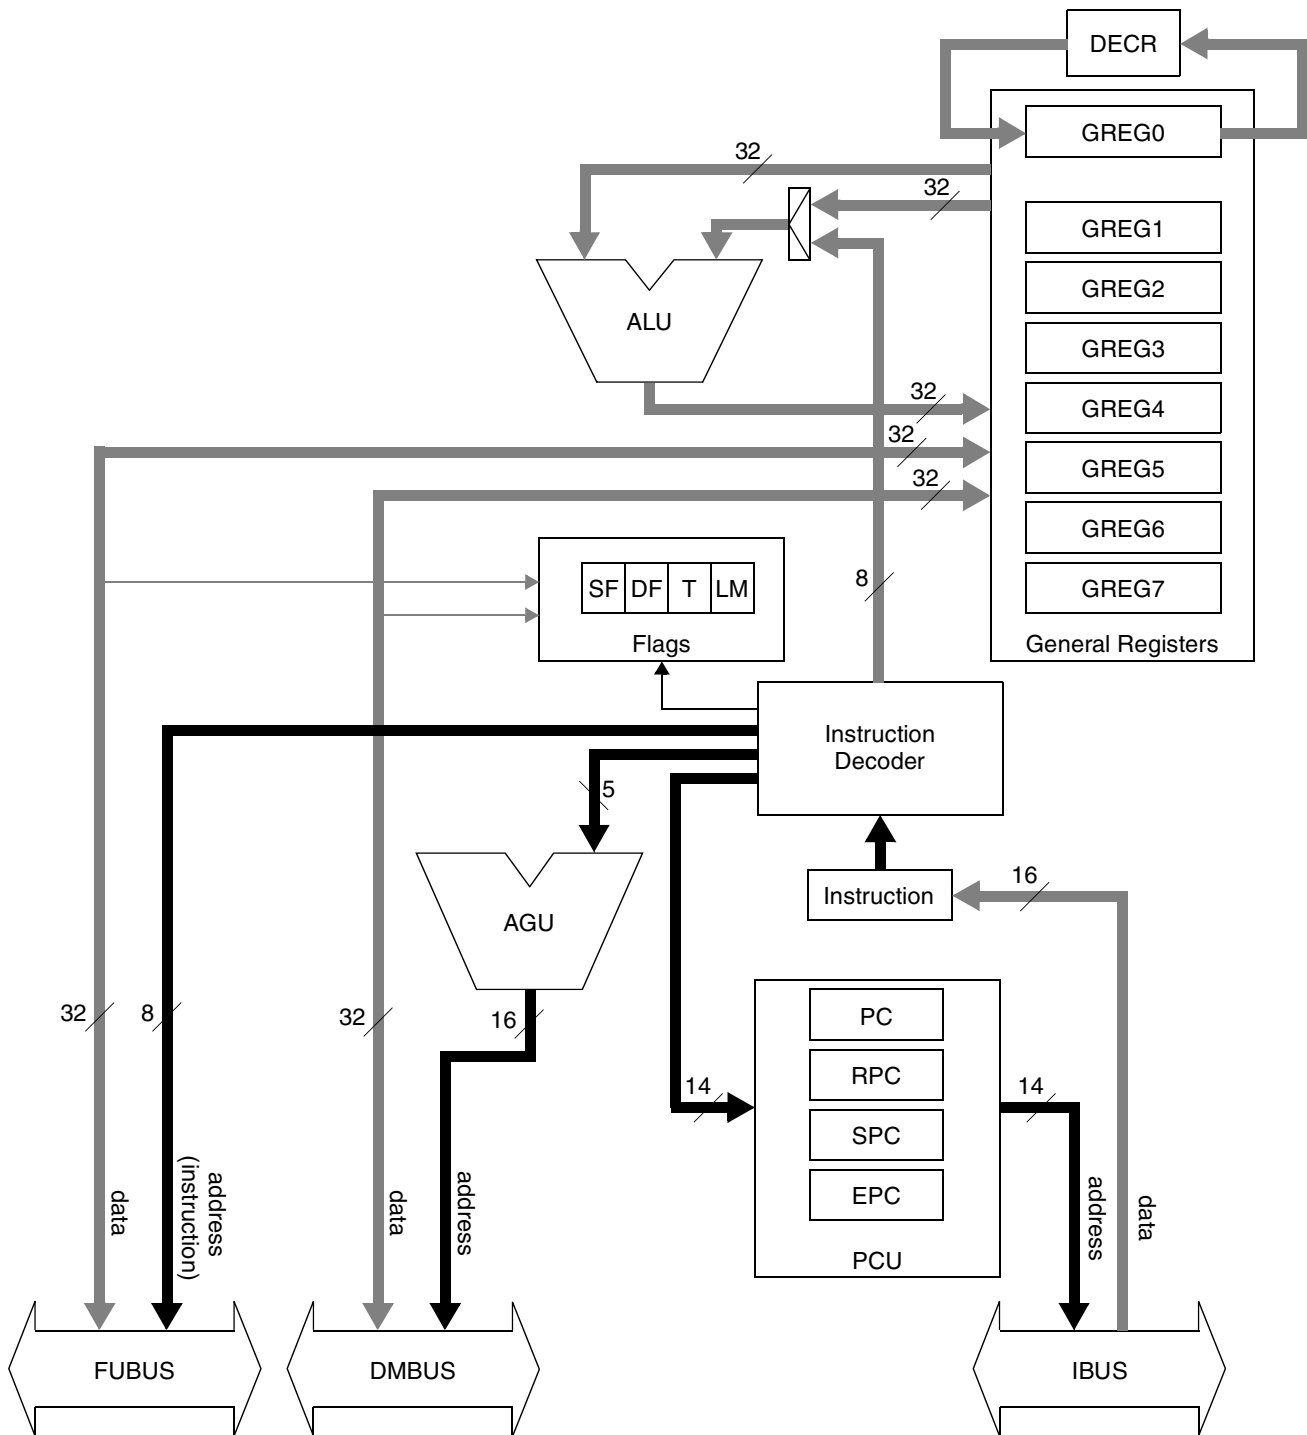 DECR
GREG0
32
32
GREG1
GREG2
ALU
GREG3
32
GREG4
32
GREG5
32
GREG6
8
SF DF T LM
GREG7
Flags
General Registers
Instruction
Decoder
5
Instruction
16
AGU
32
8
32
16
PC
RPC
14
14
SPC
EPC
PCU
data
address
(instruction)
data
address
address
data
FUBUS
DMBUS
IBUS